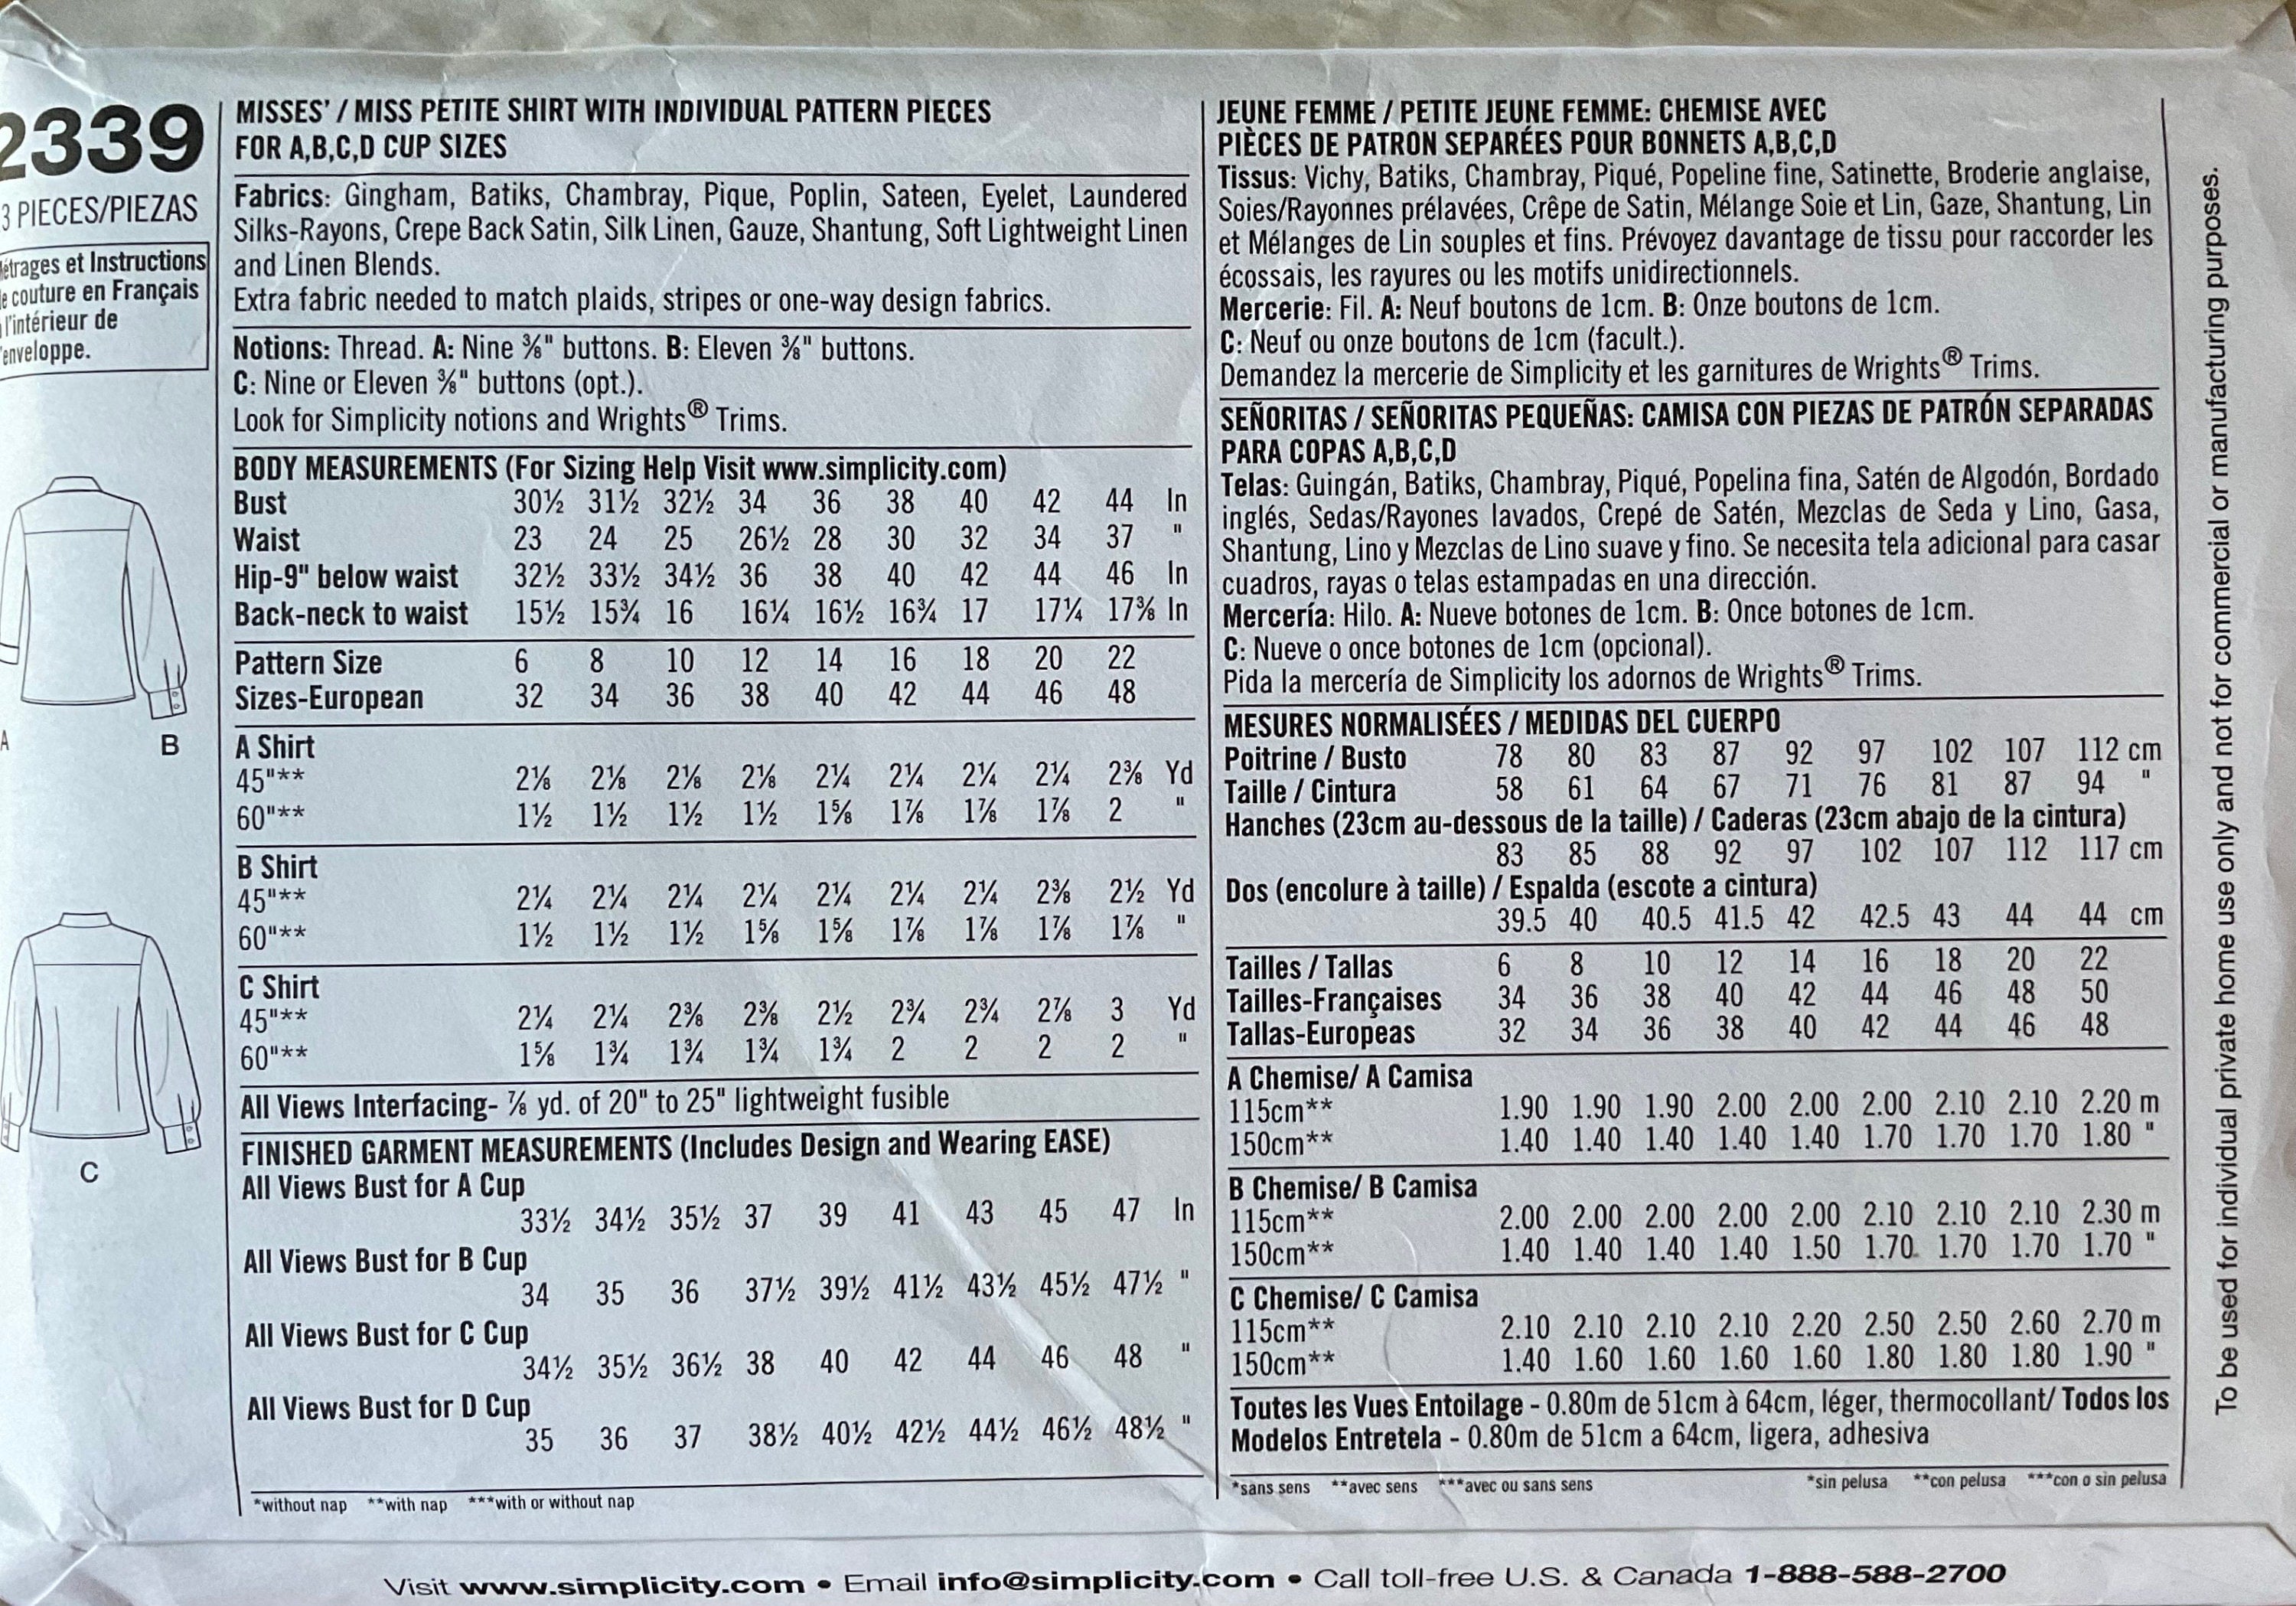 2339
3 PIECES/PIEZAS
Métrages et Instructions
de couture en Français
à l'intérieur de
l'enveloppe.
A
B
C
MISSES' / MISS PETITE SHIRT WITH INDIVIDUAL PATTERN PIECES
FOR A,B,C,D CUP SIZES
Fabrics: Gingham, Batiks, Chambray, Pique, Poplin, Sateen, Eyelet, Laundered
Silks-Rayons, Crepe Back Satin, Silk Linen, Gauze, Shantung, Soft Lightweight Linen
and Linen Blends.
Extra fabric needed to match plaids, stripes or one-way design fabrics.
Notions: Thread. A: Nine ⅜" buttons. B: Eleven ⅜" buttons.
C: Nine or Eleven ⅜" buttons (opt.).
Look for Simplicity notions and Wrights® Trims.
BODY MEASUREMENTS (For Sizing Help Visit www.simplicity.com)
Bust 30½ 31½ 32½ 34 36 38 40 42 44 In
Waist 23 24 25 26½ 28 30 32 34 37 "
Hip-9" below waist 32½ 33½ 34½ 36 38 40 42 44 46 In
Back-neck to waist 15½ 15¾ 16 16¼ 16½ 16¾ 17 17¼ 17⅜ In
Pattern Size 6 8 10 12 14 16 18 20 22
Sizes-European 32 34 36 38 40 42 44 46 48
A Shirt
45"** 2⅛ 2⅛ 2⅛ 2⅛ 2¼ 2¼ 2¼ 2¼ 2⅜ Yd
60"** 1½ 1½ 1½ 1½ 1⅝ 1⅞ 1⅞ 1⅞ 2 "
B Shirt
45"** 2¼ 2¼ 2¼ 2¼ 2¼ 2¼ 2¼ 2⅜ 2½ Yd
60"** 1½ 1½ 1½ 1⅝ 1⅝ 1⅞ 1⅞ 1⅞ 1⅞ "
C Shirt
45"** 2¼ 2¼ 2⅜ 2⅜ 2½ 2¾ 2¾ 2⅞ 3 Yd
60"** 1⅝ 1¾ 1¾ 1¾ 1¾ 2 2 2 2 "
All Views Interfacing- ⅞ yd. of 20" to 25" lightweight fusible
FINISHED GARMENT MEASUREMENTS (Includes Design and Wearing EASE)
All Views Bust for A Cup
33½ 34½ 35½ 37 39 41 43 45 47 In
All Views Bust for B Cup
34 35 36 37½ 39½ 41½ 43½ 45½ 47½ "
All Views Bust for C Cup
34½ 35½ 36½ 38 40 42 44 46 48 "
All Views Bust for D Cup
35 36 37 38½ 40½ 42½ 44½ 46½ 48½ "
*without nap **with nap ***with or without nap
JEUNE FEMME / PETITE JEUNE FEMME: CHEMISE AVEC
PIÈCES DE PATRON SEPARÉES POUR BONNETS A,B,C,D
Tissus: Vichy, Batiks, Chambray, Piqué, Popeline fine, Satinette, Broderie anglaise,
Soies/Rayonnes prélavées, Crêpe de Satin, Mélange Soie et Lin, Gaze, Shantung, Lin
et Mélanges de Lin souples et fins. Prévoyez davantage de tissu pour raccorder les
écossais, les rayures ou les motifs unidirectionnels.
Mercerie: Fil. A: Neuf boutons de 1cm. B: Onze boutons de 1cm.
C: Neuf ou onze boutons de 1cm (facult.).
Demandez la mercerie de Simplicity et les garnitures de Wrights® Trims.
SEÑORITAS / SEÑORITAS PEQUEÑAS: CAMISA CON PIEZAS DE PATRÓN SEPARADAS
PARA COPAS A,B,C,D
Telas: Guingán, Batiks, Chambray, Piqué, Popelina fina, Satén de Algodón, Bordado
inglés, Sedas/Rayones lavados, Crepé de Satén, Mezclas de Seda y Lino, Gasa,
Shantung, Lino y Mezclas de Lino suave y fino. Se necesita tela adicional para casar
cuadros, rayas o telas estampadas en una dirección.
Mercería: Hilo. A: Nueve botones de 1cm. B: Once botones de 1cm.
C: Nueve o once botones de 1cm (opcional).
Pida la mercería de Simplicity los adornos de Wrights® Trims.
MESURES NORMALISÉES / MEDIDAS DEL CUERPO
Poitrine / Busto 78 80 83 87 92 97 102 107 112 cm
Taille / Cintura 58 61 64 67 71 76 81 87 94 "
Hanches (23cm au-dessous de la taille) / Caderas (23cm abajo de la cintura)
83 85 88 92 97 102 107 112 117 cm
Dos (encolure à taille) / Espalda (escote a cintura)
39.5 40 40.5 41.5 42 42.5 43 44 44 cm
Tailles / Tallas 6 8 10 12 14 16 18 20 22
Tailles-Françaises 34 36 38 40 42 44 46 48 50
Tallas-Europeas 32 34 36 38 40 42 44 46 48
A Chemise/ A Camisa
115cm** 1.90 1.90 1.90 2.00 2.00 2.00 2.10 2.10 2.20 m
150cm** 1.40 1.40 1.40 1.40 1.40 1.70 1.70 1.70 1.80 "
B Chemise/ B Camisa
115cm** 2.00 2.00 2.00 2.00 2.00 2.10 2.10 2.10 2.30 m
150cm** 1.40 1.40 1.40 1.40 1.50 1.70 1.70 1.70 1.70 "
C Chemise/ C Camisa
115cm** 2.10 2.10 2.10 2.10 2.20 2.50 2.50 2.60 2.70 m
150cm** 1.40 1.60 1.60 1.60 1.60 1.80 1.80 1.80 1.90 "
Toutes les Vues Entoilage - 0.80m de 51cm à 64cm, léger, thermocollant/ Todos los
Modelos Entretela - 0.80m de 51cm a 64cm, ligera, adhesiva
*sans sens **avec sens ***avec ou sans sens *sin pelusa **con pelusa ***con o sin pelusa
To be used for individual private home use only and not for commercial or manufacturing purposes.
Visit www.simplicity.com • Email info@simplicity.com • Call toll-free U.S. & Canada 1-888-588-2700